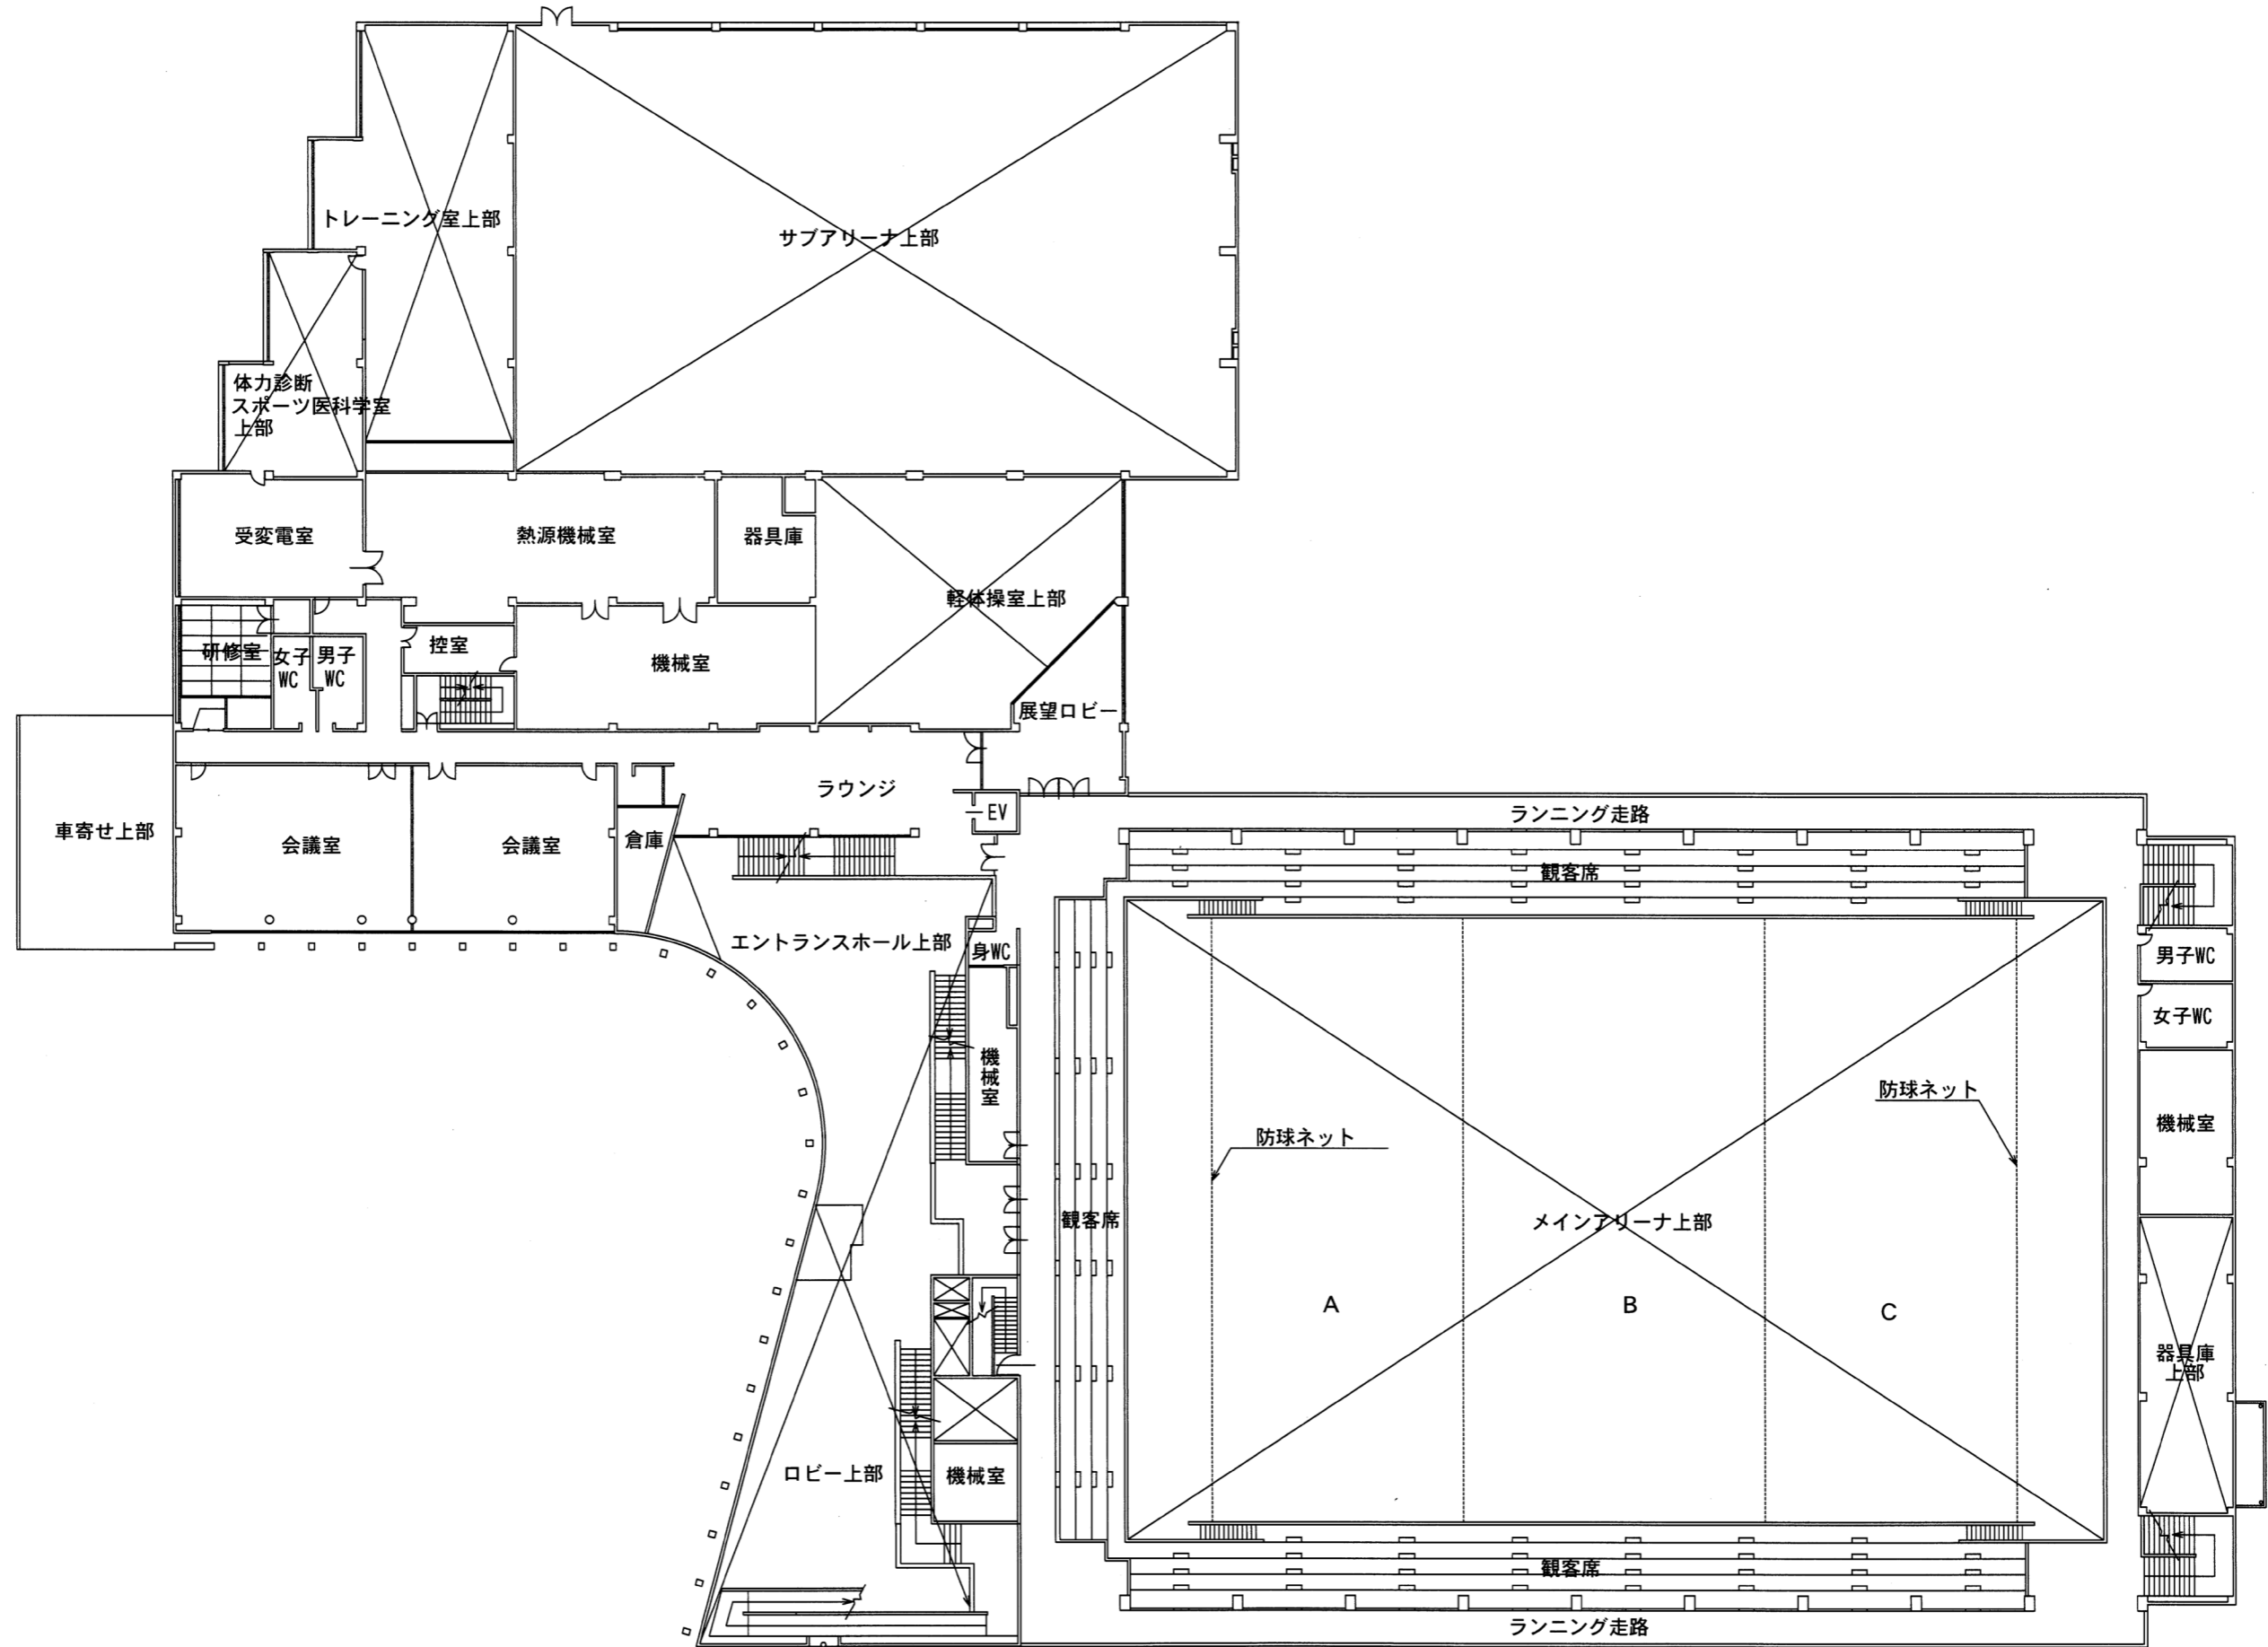 トレーニング室上部
サブアリーナ上部
体力診断
スポーツ医科学室
上部
受変電室
熱源機械室
器具庫
軽体操室上部
研修室
女子
WC
男子
WC
控室
機械室
展望ロビー
車寄せ上部
会議室
会議室
倉庫
ラウンジ
EV
ランニング走路
観客席
エントランスホール上部
身WC
男子WC
女子WC
機械室
防球ネット
防球ネット
機械室
観客席
メインアリーナ上部
A
B
C
器具庫
上部
ロビー上部
機械室
観客席
ランニング走路